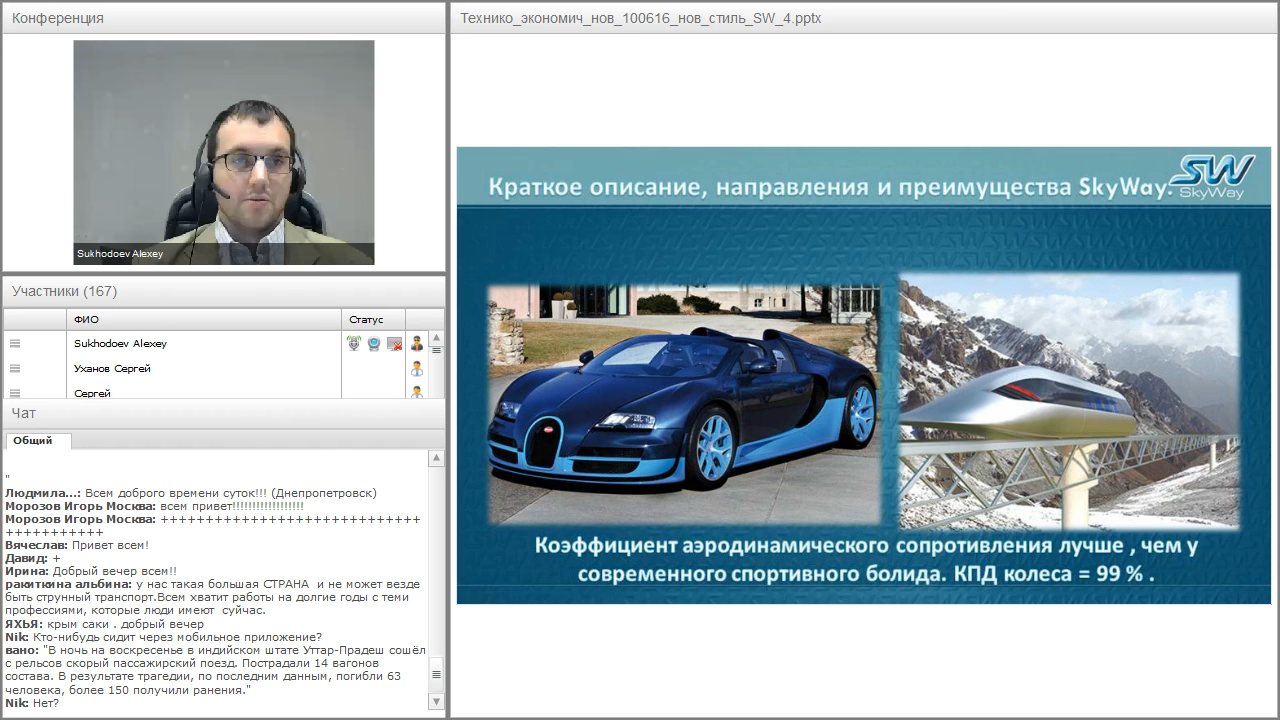 Конференция
Sukhodoev Alexey
Участники (167)
ФИО
Статус
Sukhodoev Alexey
Уханов Сергей
Сергей
Чат
Общий
"
Людмила...: Всем доброго времени суток!!! (Днепропетровск)
Морозов Игорь Москва: всем привет!!!!!!!!!!!!!!!!!!
Морозов Игорь Москва: +++++++++++++++++++++++++++++
+++++++++++
Вячеслав: Привет всем!
Давид: +
Ирина: Добрый вечер всем!!
ракиткина альбина: у нас такая большая СТРАНА и не может везде
быть струнный транспорт.Всем хватит работы на долгие годы с теми
профессиями, которые люди имеют суйчас.
ЯХЬЯ: крым саки . добрый вечер
Nik: Кто-нибудь сидит через мобильное приложение?
вано: "В ночь на воскресенье в индийском штате Уттар-Прадеш сошёл
с рельсов скорый пассажирский поезд. Пострадали 14 вагонов
состава. В результате трагедии, по последним данным, погибли 63
человека, более 150 получили ранения."
Nik: Нет?
Технико_экономич_нов_100616_нов_стиль_SW_4.pptx
Краткое описание, направления и преимущества SkyWay.
SW
SkyWay
Коэффициент аэродинамического сопротивления лучше , чем у
современного спортивного болида. КПД колеса = 99 % .